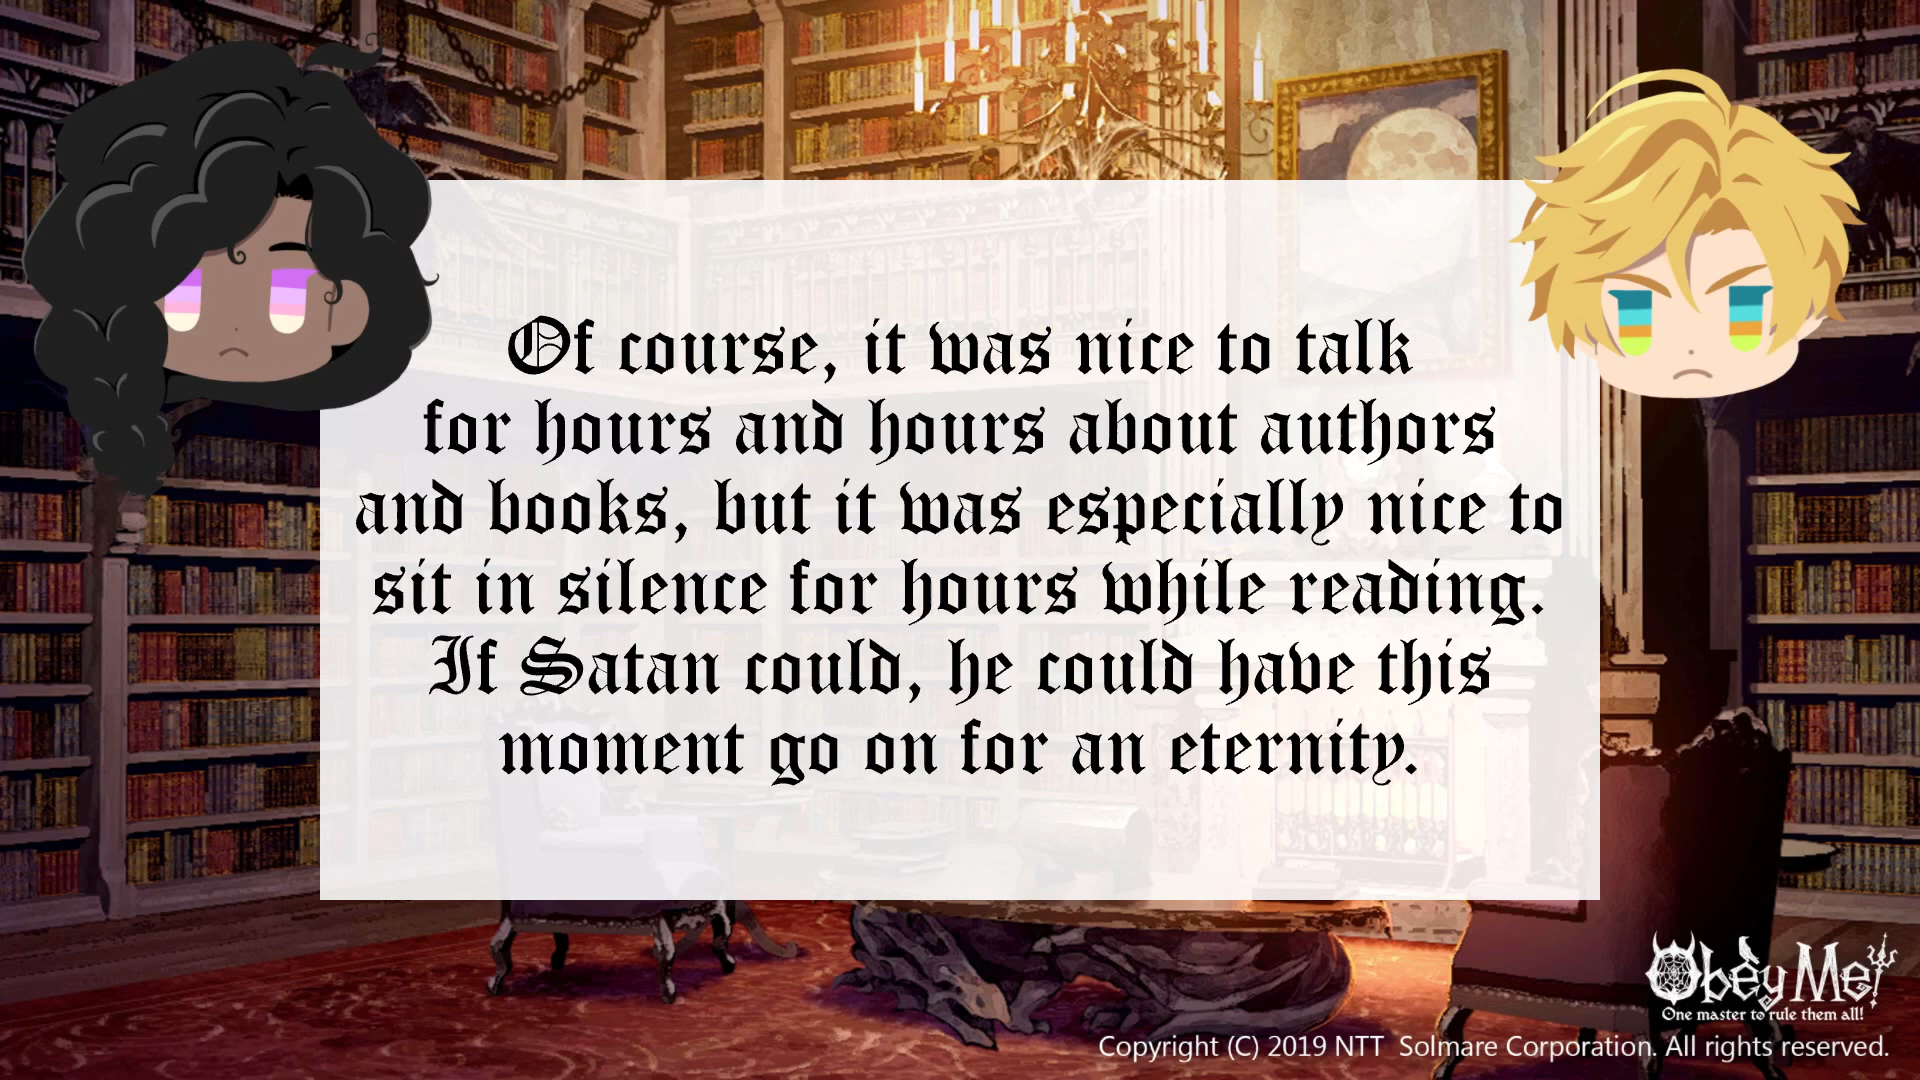 Of course, it was nice to talk
for hours and hours about authors
and books, but it was especially nice to
sit in silence for hours while reading.
If Satan could, he could have this
moment go on for an eternity.
Obey Me!
One master to rule them all!
Copyright (C) 2019 NTT Solmare Corporation. All rights reserved.